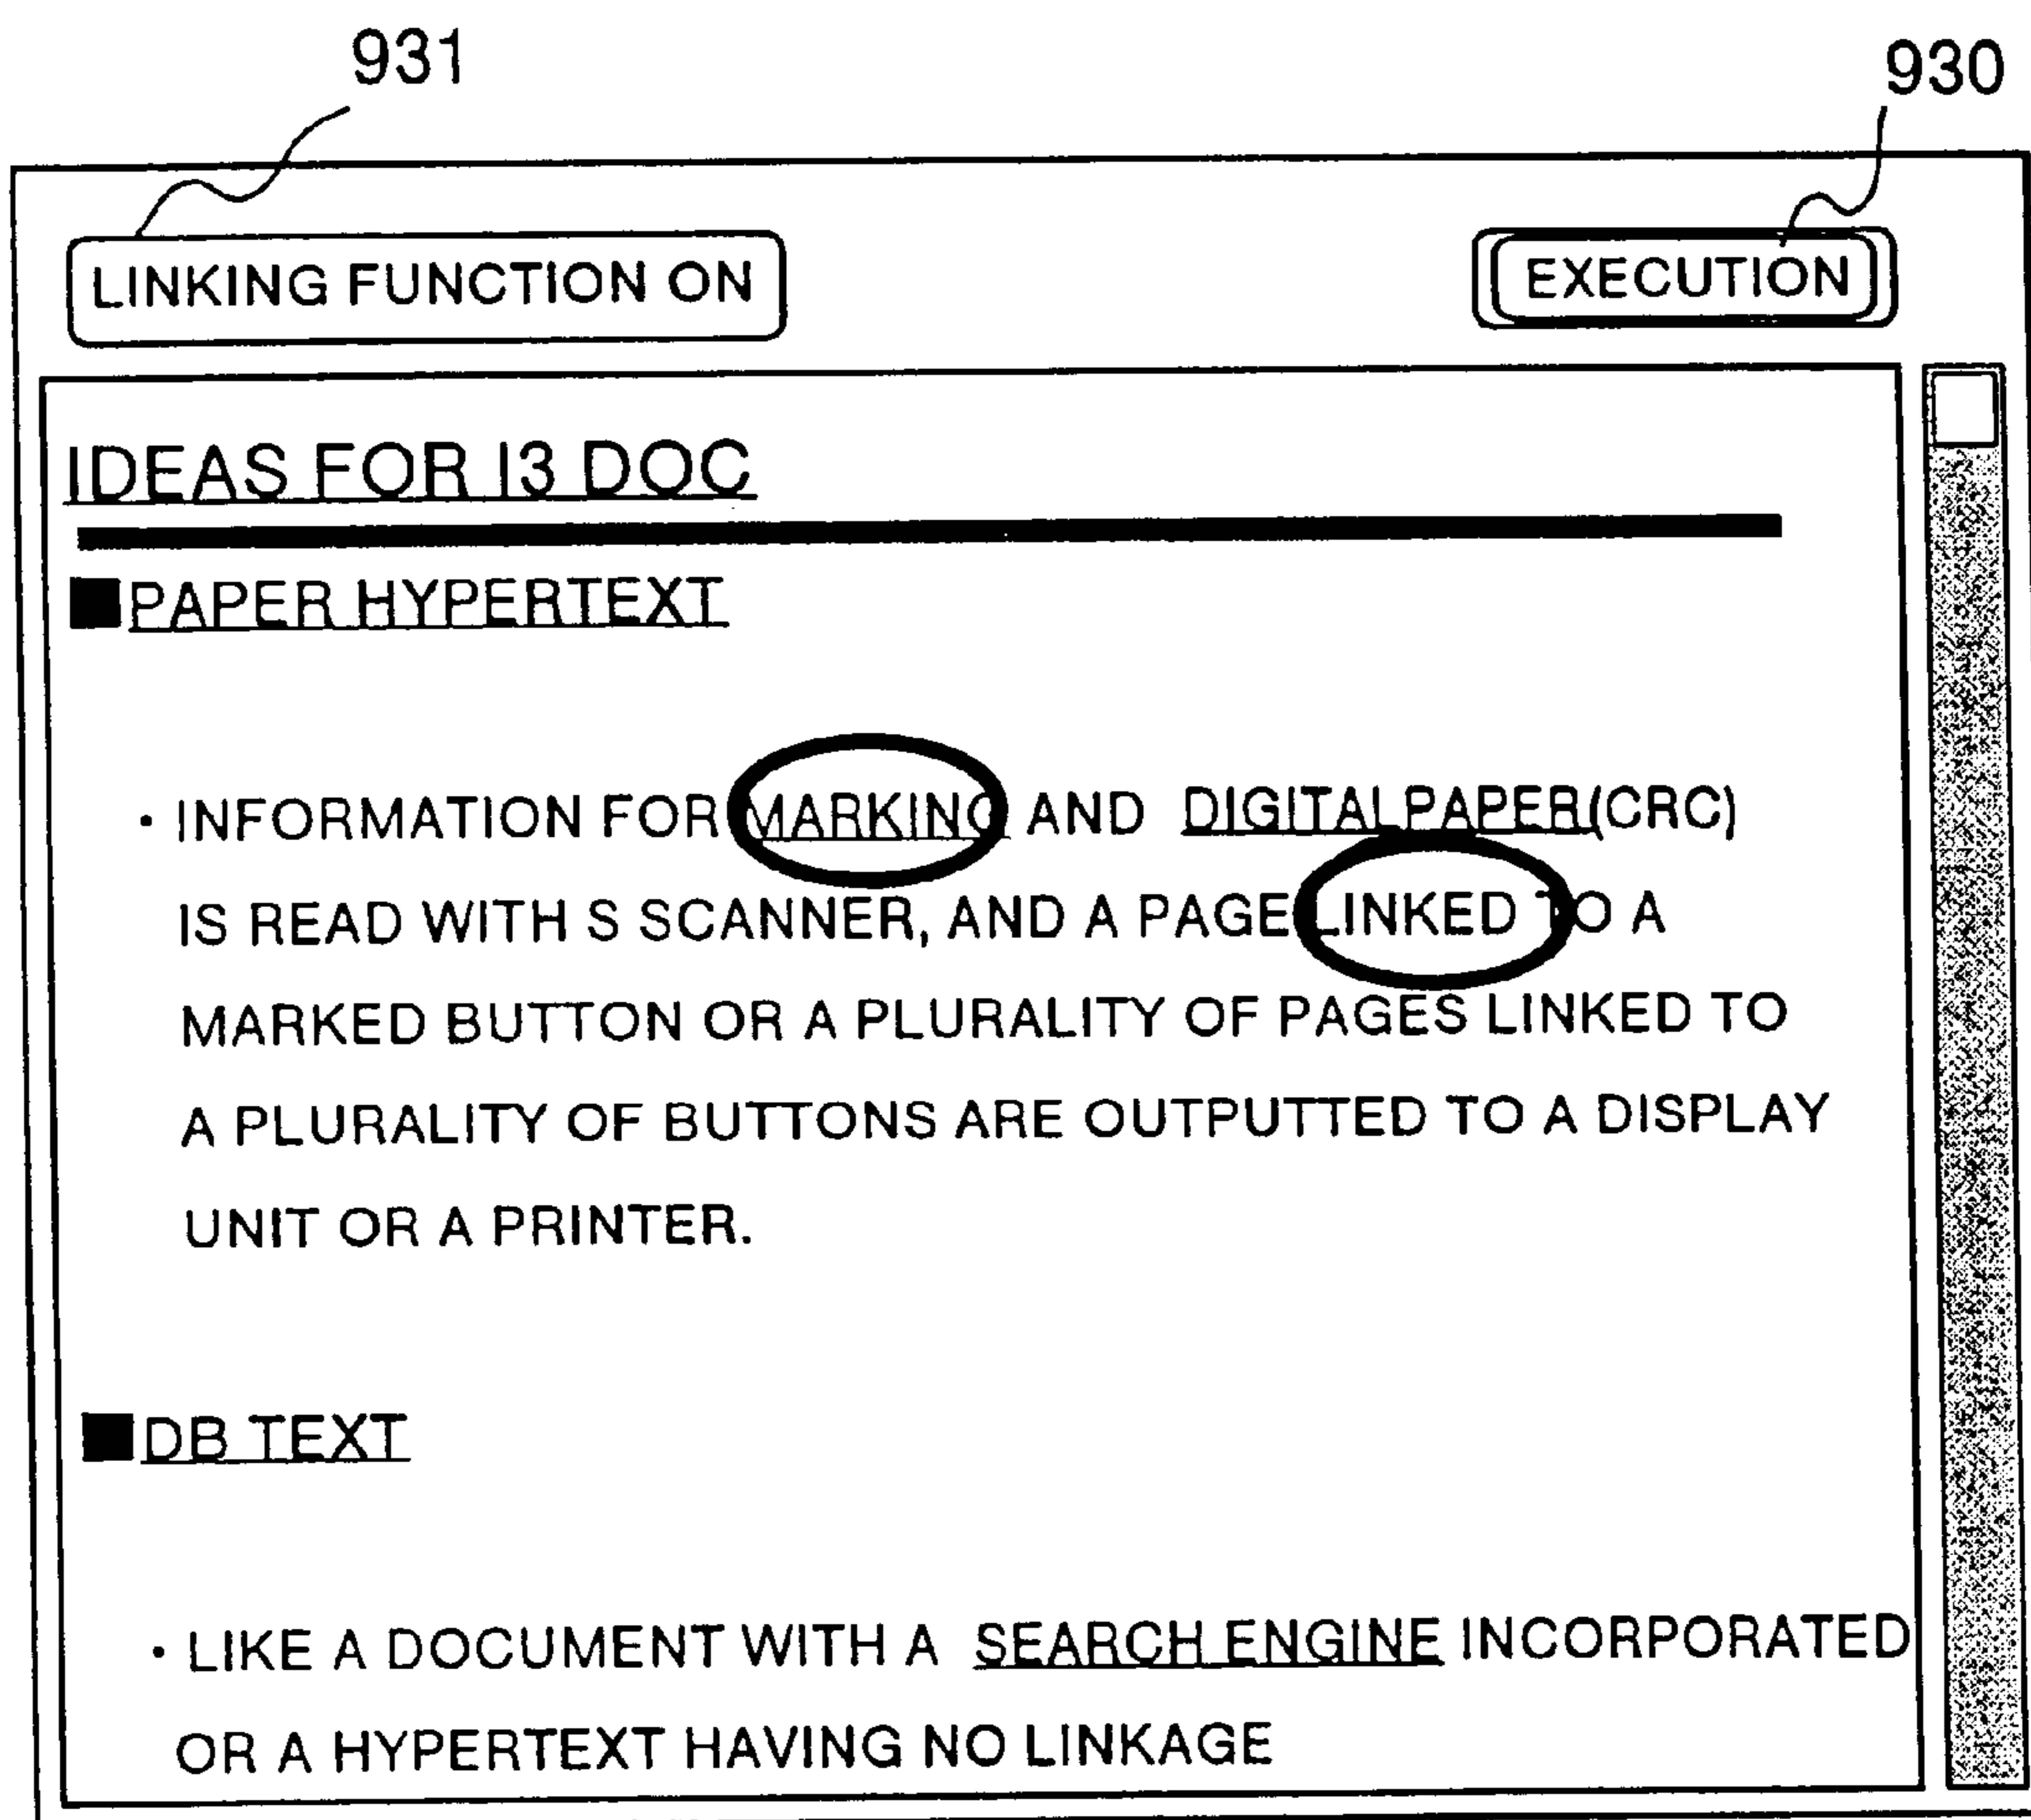 931
930
LINKING FUNCTION ON
EXECUTION
IDEAS FOR I3 DOC
■PAPER HYPERTEXT
· INFORMATION FOR MARKING AND DIGITALPAPER(CRC)
IS READ WITH S SCANNER, AND A PAGE LINKED TO A
MARKED BUTTON OR A PLURALITY OF PAGES LINKED TO
A PLURALITY OF BUTTONS ARE OUTPUTTED TO A DISPLAY
UNIT OR A PRINTER.
■DB TEXT
· LIKE A DOCUMENT WITH A SEARCH ENGINE INCORPORATED
OR A HYPERTEXT HAVING NO LINKAGE